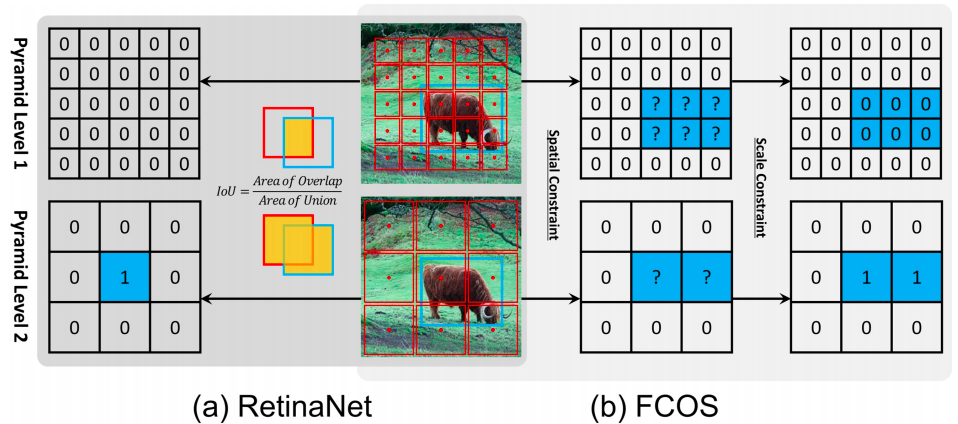 Pyramid Level 1
0 0 0 0 0
0 0 0 0 0
0 0 0 0 0
0 0 0 0 0
0 0 0 0 0
IoU = Area of Overlap
Area of Union
Spatial Constraint
0 0 0 0 0
0 0 0 0 0
0 0 ? ? ?
0 0 ? ? ?
0 0 0 0 0
Scale Constraint
0 0 0 0 0
0 0 0 0 0
0 0 0 0 0
0 0 0 0 0
0 0 0 0 0
Pyramid Level 2
0 0 0
0 1 0
0 0 0
0 0 0
0 ? ?
0 0 0
0 0 0
0 1 1
0 0 0
(a) RetinaNet
(b) FCOS